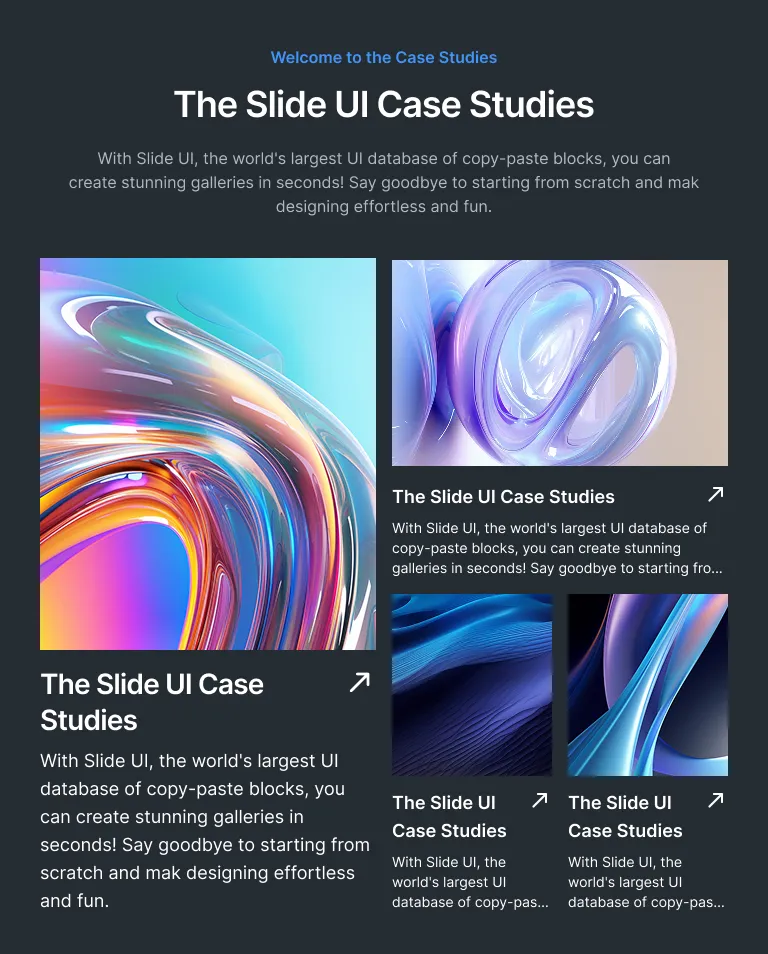 Welcome to the Case Studies
The Slide UI Case Studies
With Slide UI, the world's largest UI database of copy-paste blocks, you can
create stunning galleries in seconds! Say goodbye to starting from scratch and mak
designing effortless and fun.
The Slide UI Case
Studies
With Slide UI, the world's largest UI
database of copy-paste blocks, you
can create stunning galleries in
seconds! Say goodbye to starting from
scratch and mak designing effortless
and fun.
The Slide UI Case Studies
With Slide UI, the world's largest UI database of
copy-paste blocks, you can create stunning
galleries in seconds! Say goodbye to starting fro...
The Slide UI
Case Studies
With Slide UI, the
world's largest UI
database of copy-pas...
The Slide UI
Case Studies
With Slide UI, the
world's largest UI
database of copy-pas...